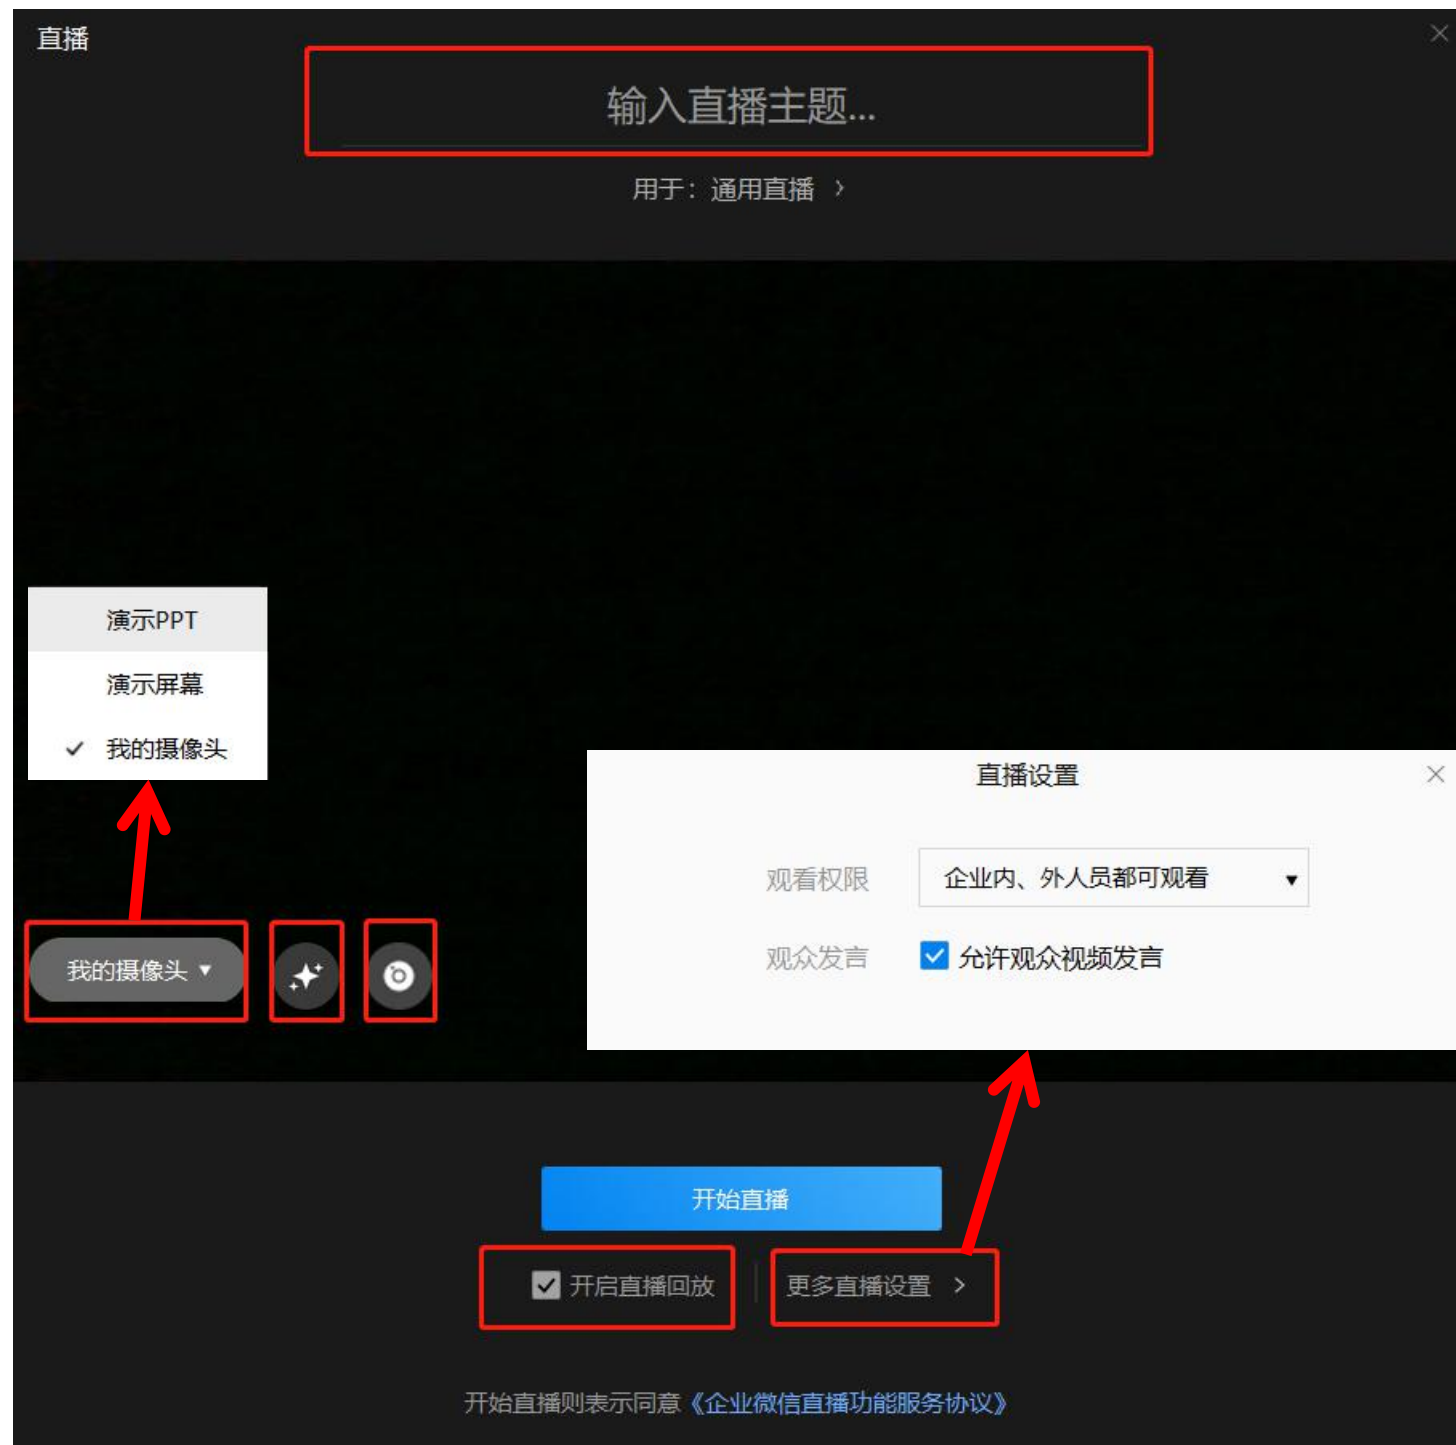 直播
输入直播主题...
用于：通用直播
演示PPT
演示屏幕
我的摄像头
直播设置
观看权限 企业内、外人员都可观看
观众发言 允许观众视频发言
我的摄像头
开始直播
开启直播回放 更多直播设置
开始直播则表示同意《企业微信直播功能服务协议》